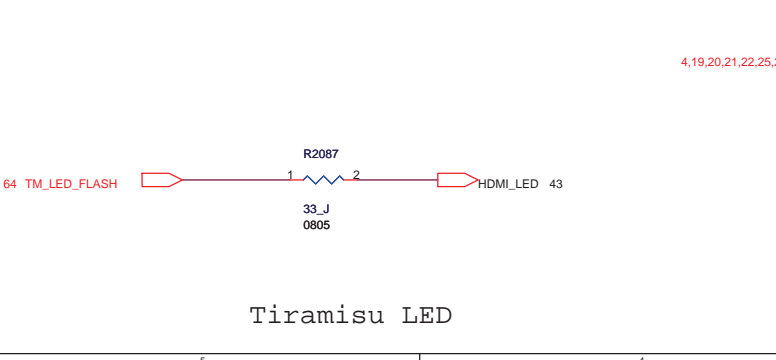 4,19,20,21,22,25,
R2087
64 TM_LED_FLASH 1 2 HDMI_LED 43
33_J
0805
Tiramisu LED